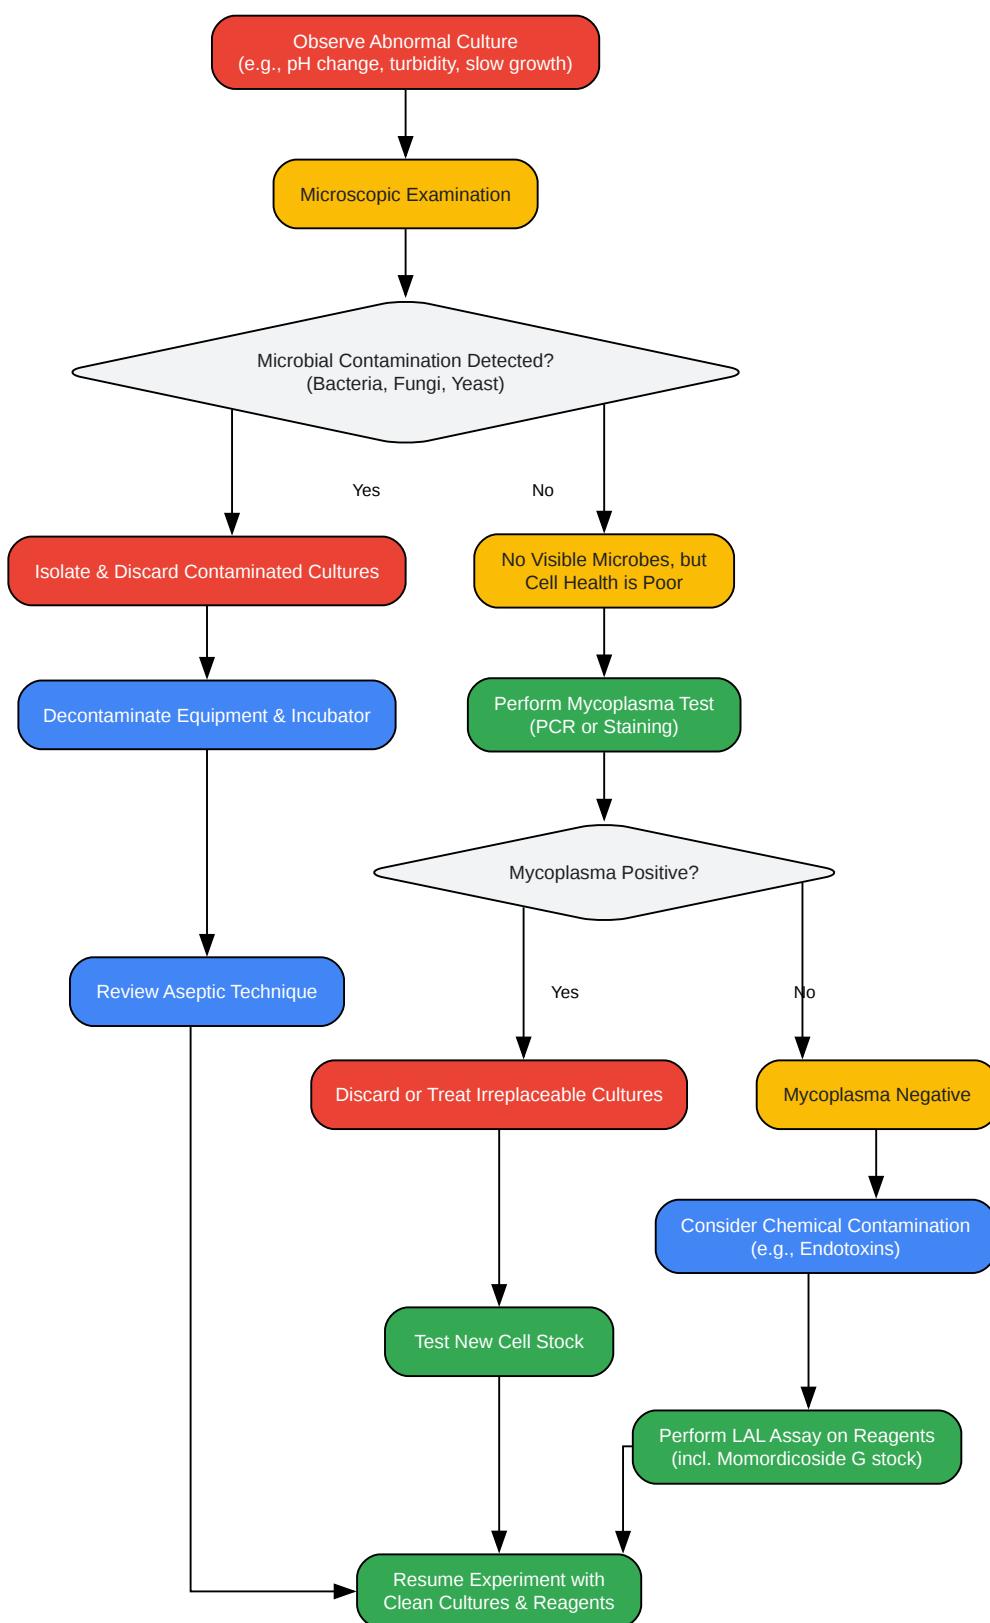 Observe Abnormal Culture
(e.g., pH change, turbidity, slow growth)
Microscopic Examination
Microbial Contamination Detected?
(Bacteria, Fungi, Yeast)
Yes
No
Isolate & Discard Contaminated Cultures
No Visible Microbes, but
Cell Health is Poor
Decontaminate Equipment & Incubator
Perform Mycoplasma Test
(PCR or Staining)
Mycoplasma Positive?
Review Aseptic Technique
Yes
No
Discard or Treat Irreplaceable Cultures
Mycoplasma Negative
Consider Chemical Contamination
(e.g., Endotoxins)
Test New Cell Stock
Perform LAL Assay on Reagents
(incl. Momordicoside G stock)
Resume Experiment with
Clean Cultures & Reagents